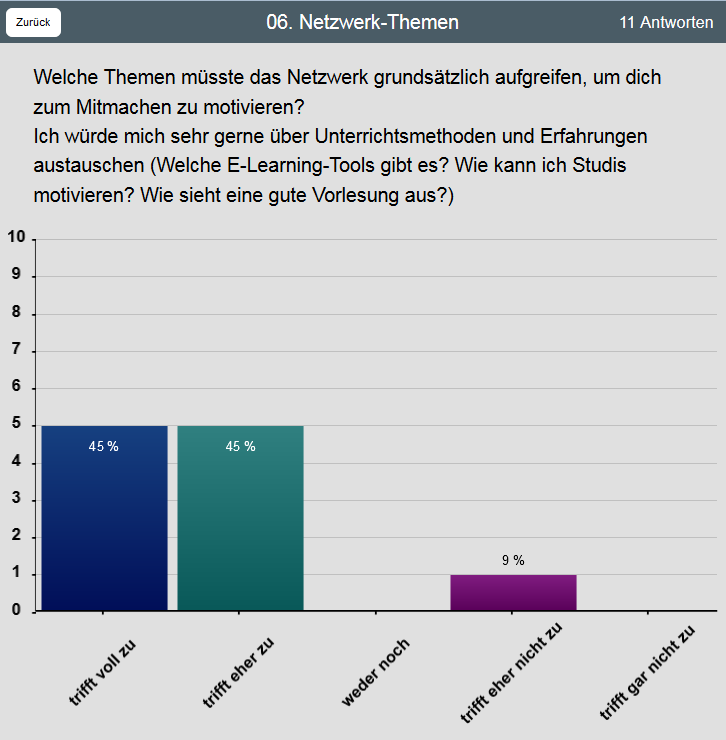 Zurück
06. Netzwerk-Themen
11 Antworten
Welche Themen müsste das Netzwerk grundsätzlich aufgreifen, um dich
zum Mitmachen zu motivieren?
Ich würde mich sehr gerne über Unterrichtsmethoden und Erfahrungen
austauschen (Welche E-Learning-Tools gibt es? Wie kann ich Studis
motivieren? Wie sieht eine gute Vorlesung aus?)
10
9
8
7
6
5
4
3
2
1
0
45 %
45 %
9 %
trifft voll zu
trifft eher zu
weder noch
trifft eher nicht zu
trifft gar nicht zu